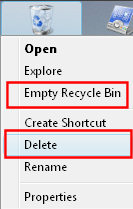 Open
Explore
Empty Recycle Bin
Create Shortcut
Delete
Rename
Properties